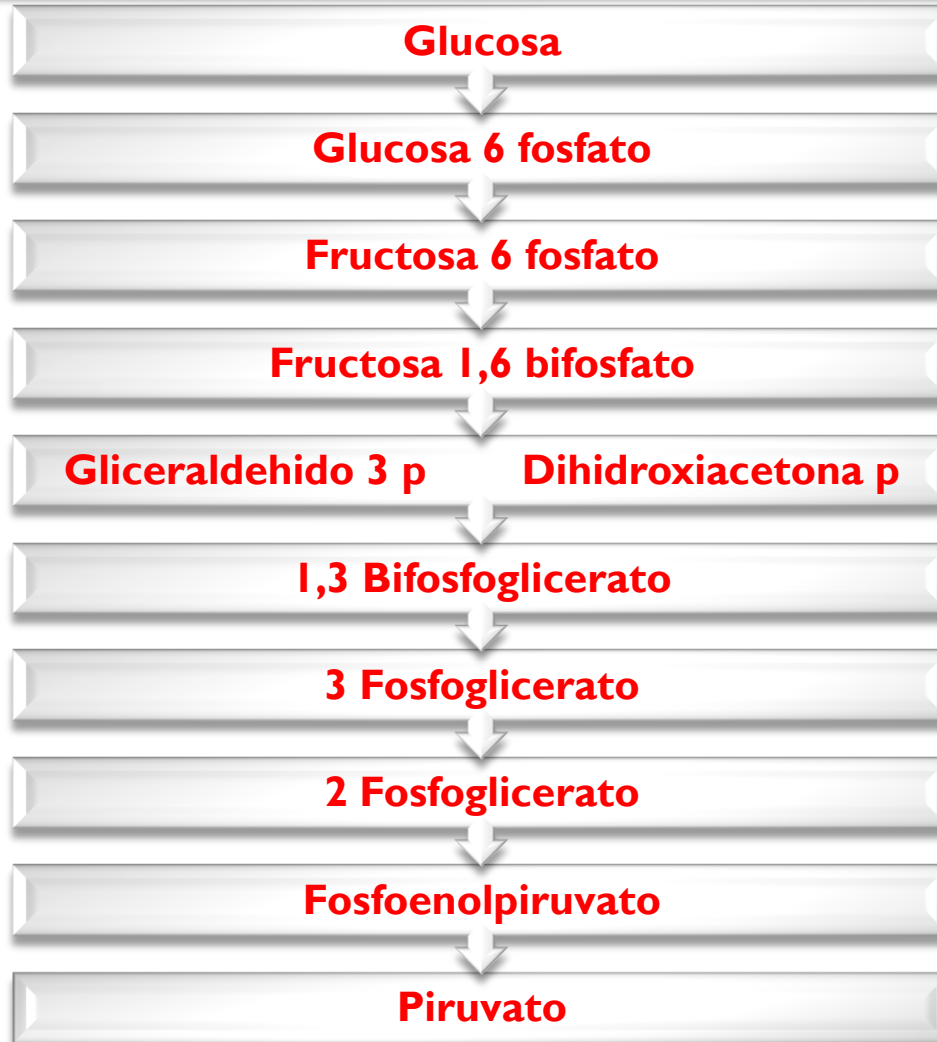 Glucosa
Glucosa 6 fosfato
Fructosa 6 fosfato
Fructosa 1,6 bifosfato
Gliceraldehido 3 p Dihidroxiacetona p
1,3 Bifosfoglicerato
3 Fosfoglicerato
2 Fosfoglicerato
Fosfoenolpiruvato
Piruvato